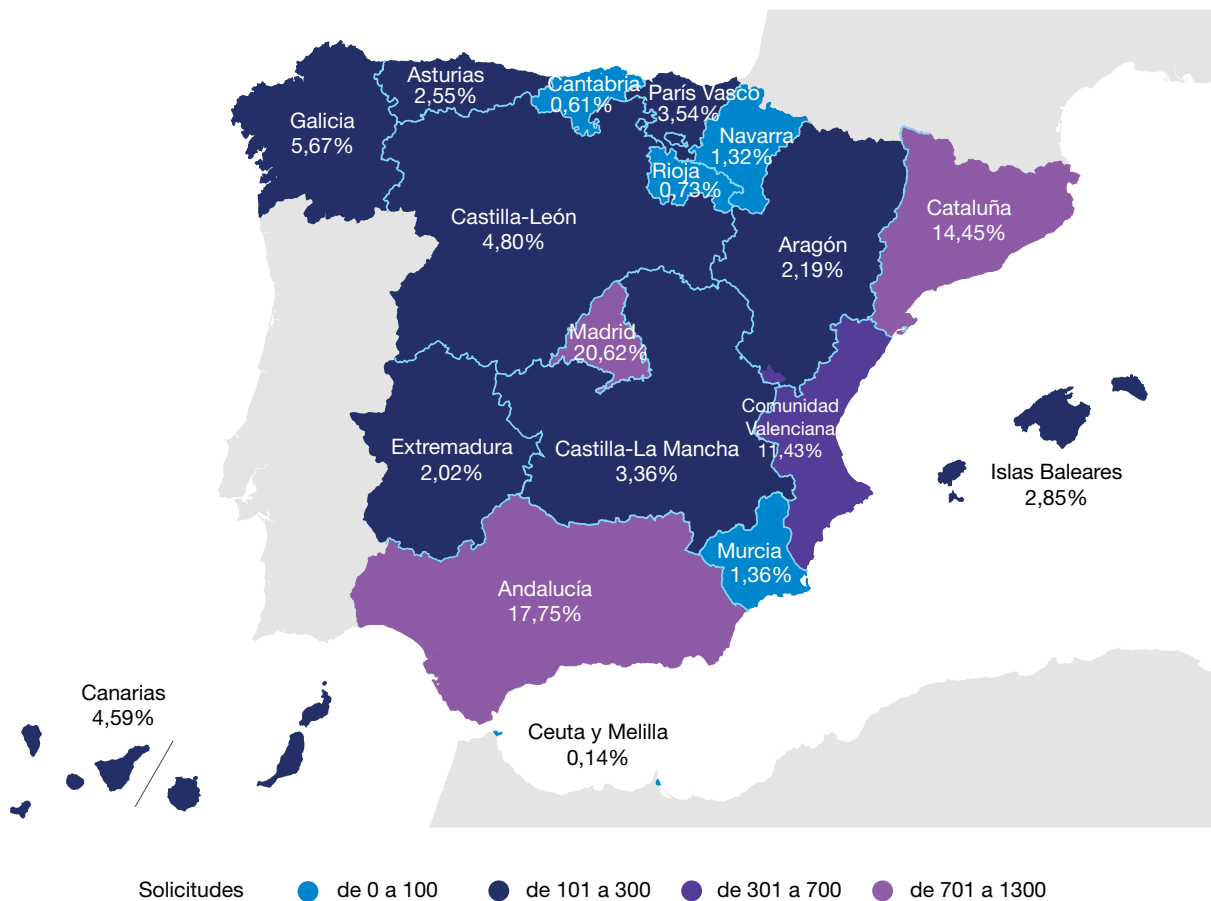 Asturias
2,55%
Cantabria
0,61%
París Vasco
3,54%
Galicia
5,67%
Navarra
1,32%
Rioja
0,73%
Castilla-León
4,80%
Aragón
2,19%
Cataluña
14,45%
Madrid
20,62%
Comunidad
Valenciana
11,43%
Extremadura
2,02%
Castilla-La Mancha
3,36%
Islas Baleares
2,85%
Murcia
1,36%
Andalucía
17,75%
Canarias
4,59%
Ceuta y Melilla
0,14%
Solicitudes de 0 a 100 de 101 a 300 de 301 a 700 de 701 a 1300